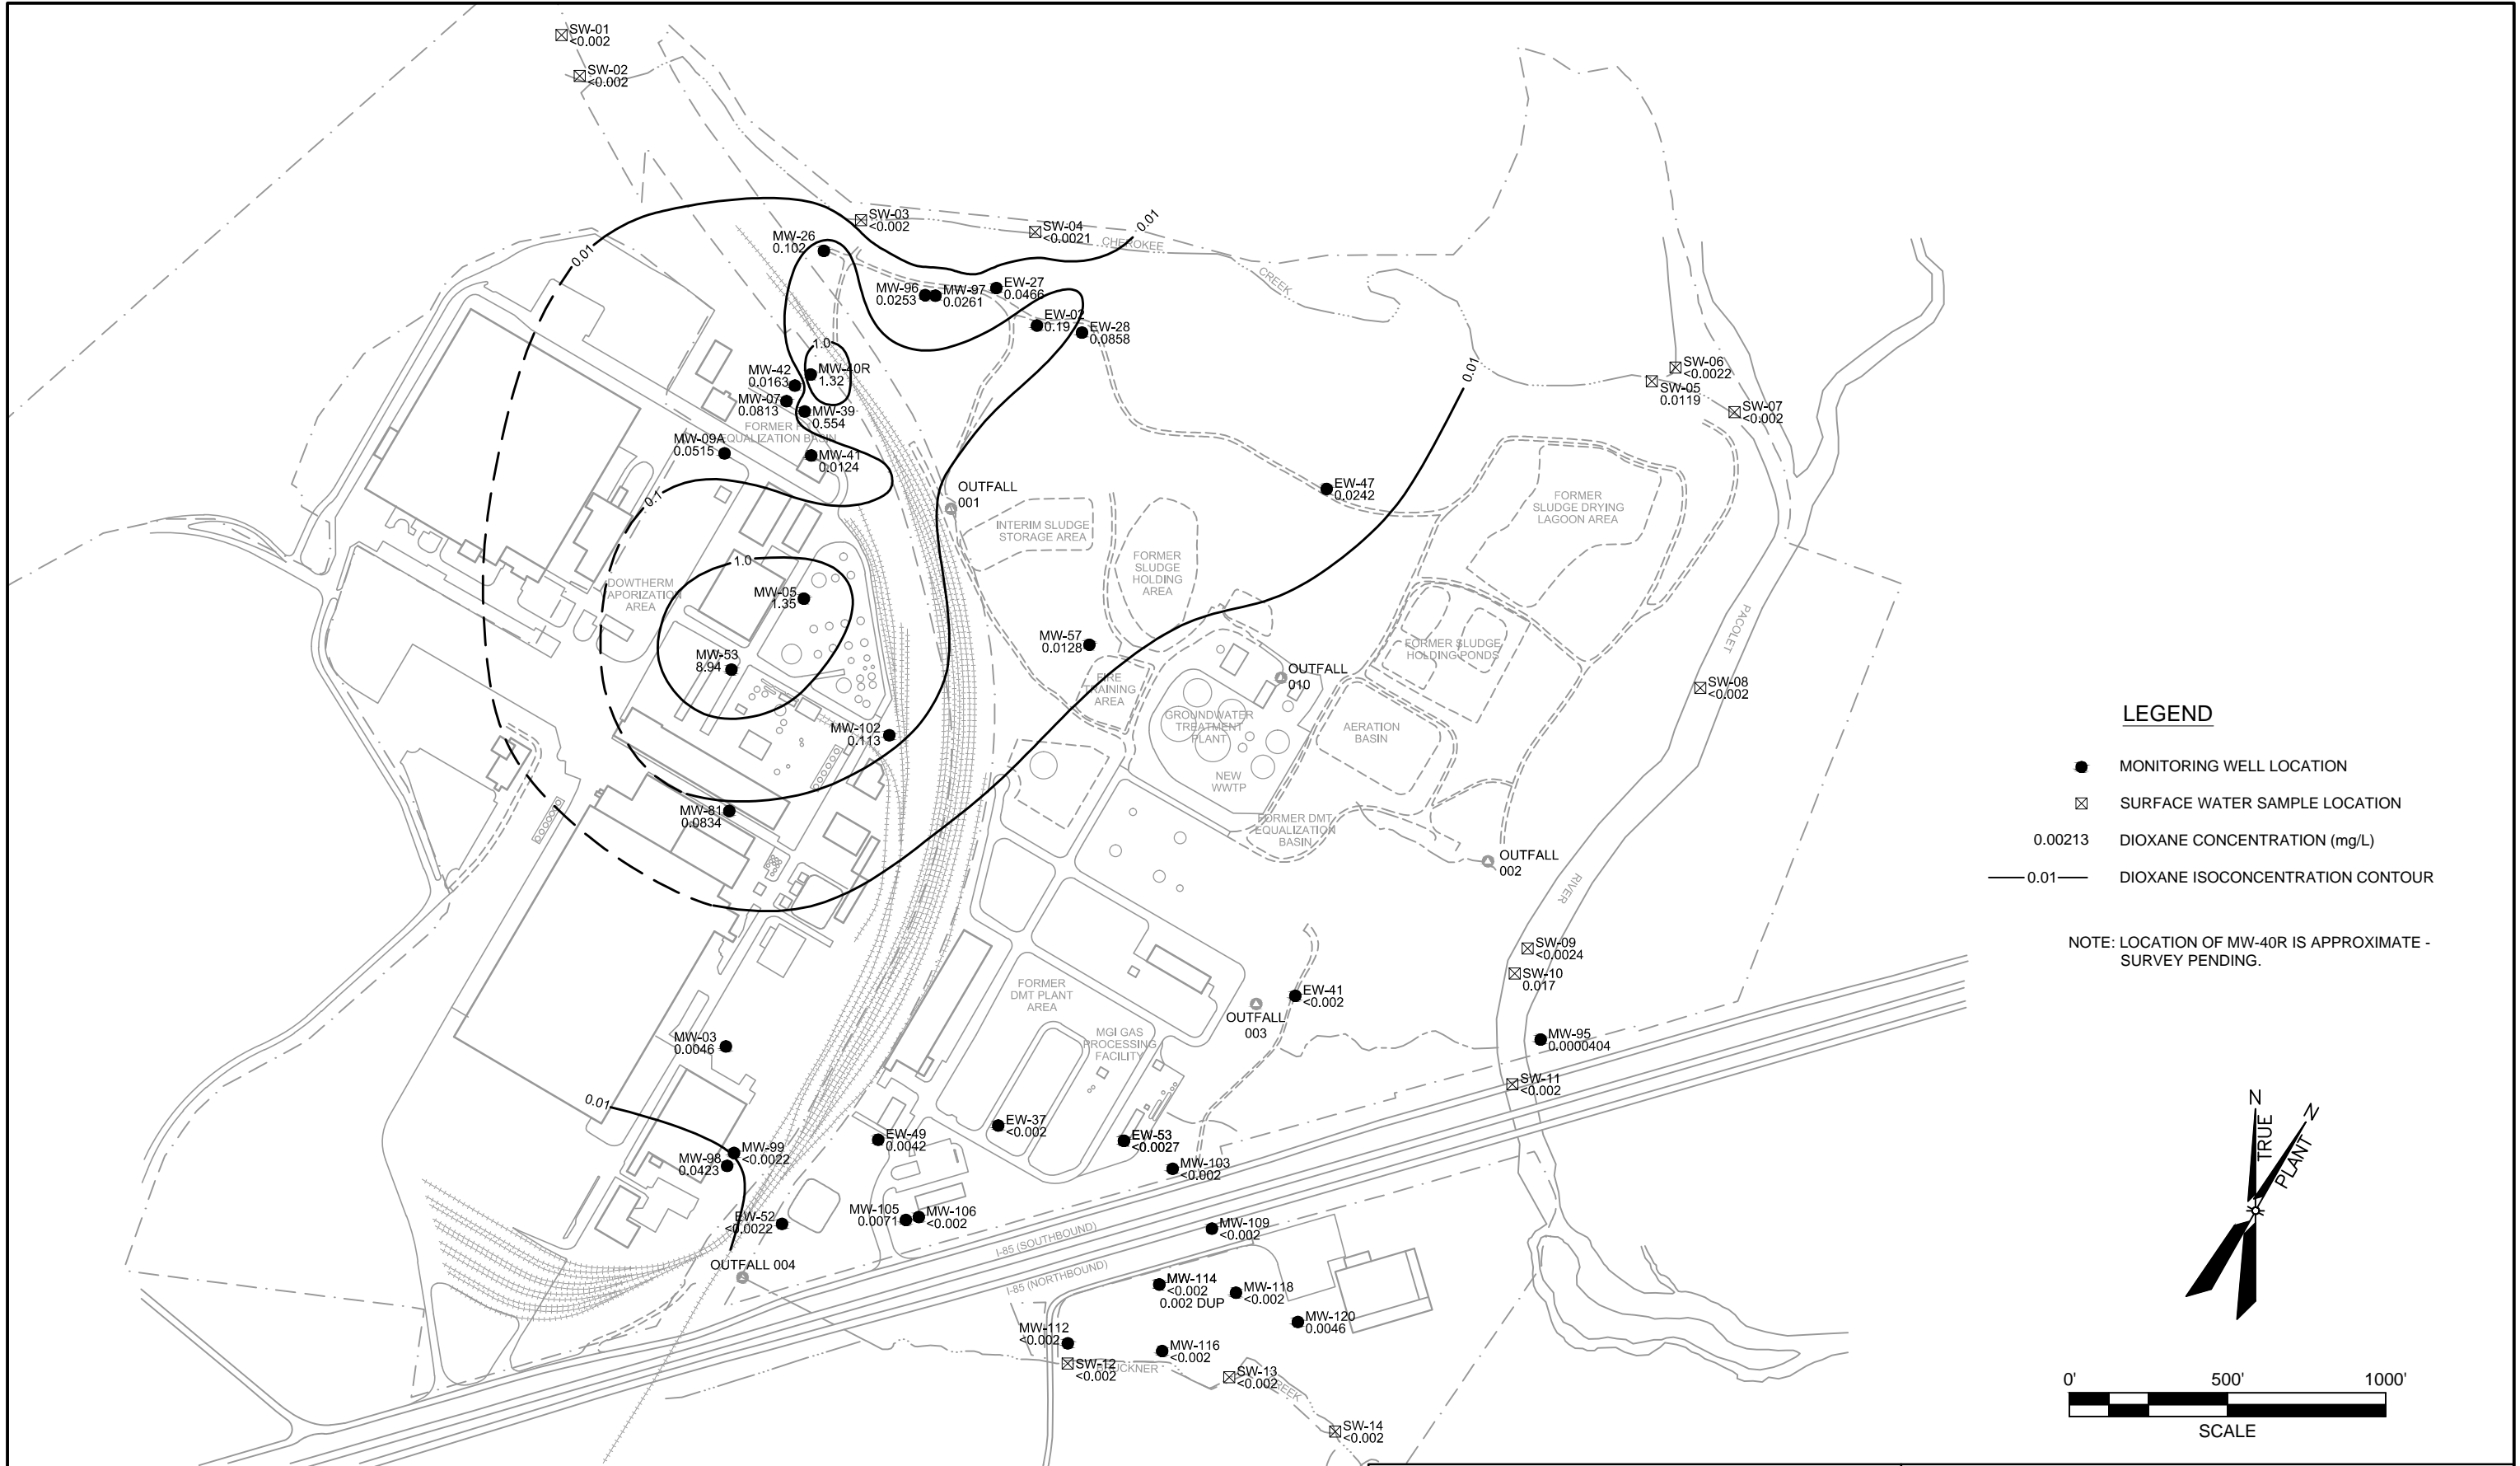 SW-01
<0.002
SW-02
<0.002
SW-03
<0.002
SW-04
<0.0021
CHEROKEE
CREEK
0.01
0.01
MW-26
0.102
MW-96
0.0253
MW-97
0.0261
EW-27
0.0466
EW-02
0.19
EW-28
0.0858
1.0
MW-40R
1.32
MW-42
0.0163
MW-07
0.0813
MW-39
0.554
FORMER
EQUALIZATION BASIN
MW-09A
0.0515
MW-41
0.0124
0.01
SW-06
<0.0022
SW-05
0.0119
SW-07
<0.002
0.1
OUTFALL
001
EW-47
0.0242
INTERIM SLUDGE
STORAGE AREA
FORMER
SLUDGE DRYING
LAGOON AREA
FORMER
SLUDGE
HOLDING
AREA
1.0
DOWTHERM
AREA
MW-05
1.35
MW-53
8.94
MW-57
0.0128
FIRE
TRAINING
AREA
OUTFALL
010
FORMER SLUDGE
HOLDING PONDS
PACOLET
SW-08
<0.002
GROUNDWATER
TREATMENT
PLANT
AERATION
BASIN
NEW
WWTP
MW-102
0.113
MW-81
0.0834
FORMER DMT
EQUALIZATION
BASIN
OUTFALL
002
RIVER
LEGEND
MONITORING WELL LOCATION
SURFACE WATER SAMPLE LOCATION
0.00213 DIOXANE CONCENTRATION (mg/L)
0.01 DIOXANE ISOCONCENTRATION CONTOUR
NOTE: LOCATION OF MW-40R IS APPROXIMATE -
SURVEY PENDING.
SW-09
<0.0024
SW-10
0.017
FORMER
DMT PLANT
AREA
EW-41
<0.002
OUTFALL
003
MGI GAS
PROCESSING
FACILITY
MW-95
0.0000404
SW-11
<0.002
MW-03
0.0046
0.01
MW-99
<0.0022
MW-98
0.0423
EW-49
0.0042
EW-37
<0.002
EW-53
<0.0027
MW-103
<0.002
EW-52
<0.0022
MW-105
0.0071
MW-106
<0.002
MW-109
<0.002
I-85 (SOUTHBOUND)
I-85 (NORTHBOUND)
OUTFALL 004
MW-114
<0.002
0.002 DUP
MW-118
<0.002
MW-120
0.0046
MW-112
<0.002
MW-116
<0.002
SW-12
<0.002
SW-13
<0.002
CREEK
SW-14
<0.002
N
TRUE
N
PLANT
0' 500' 1000'
SCALE